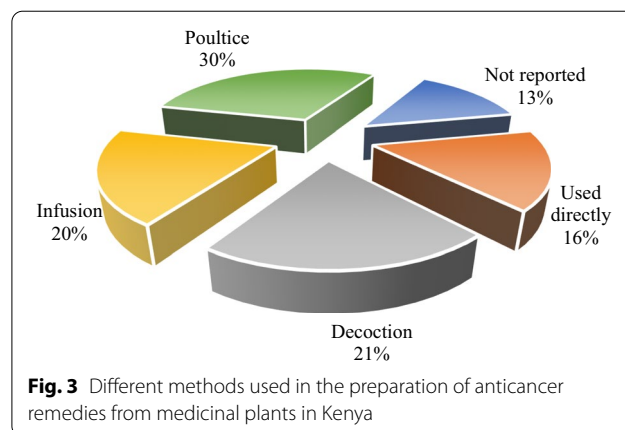 Poultice
30%
Not reported
13%
Used
directly
16%
Decoction
21%
Infusion
20%
Fig. 3 Different methods used in the preparation of anticancer
remedies from medicinal plants in Kenya